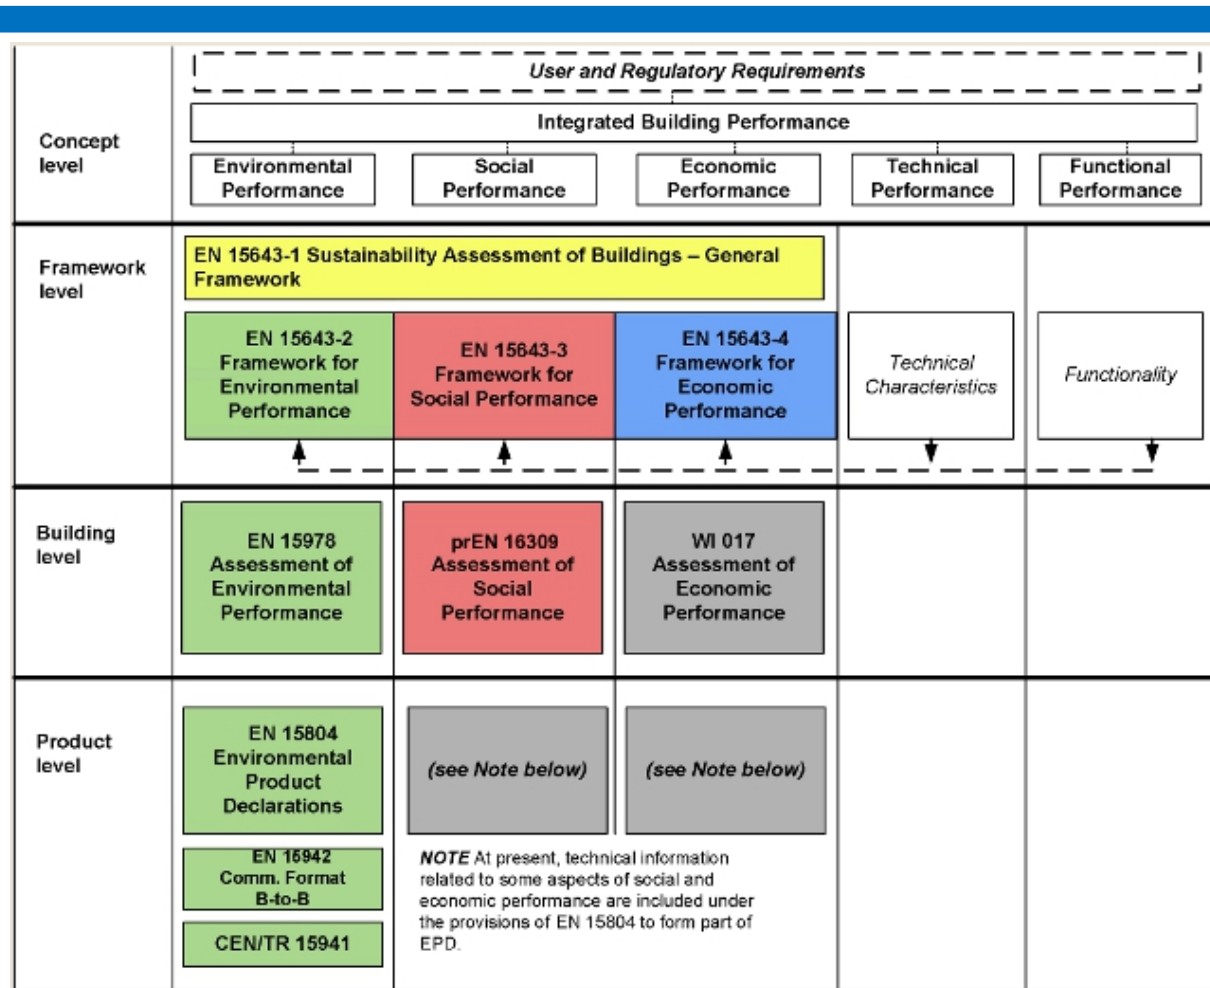 User and Regulatory Requirements
Integrated Building Performance
Concept
level
Environmental
Performance
Social
Performance
Economic
Performance
Technical
Performance
Functional
Performance
Framework
level
EN 15643-1 Sustainability Assessment of Buildings – General
Framework
EN 15643-2
Framework for
Environmental
Performance
EN 15643-3
Framework for
Social Performance
EN 15643-4
Framework for
Economic
Performance
Technical
Characteristics
Functionality
Building
level
EN 15978
Assessment of
Environmental
Performance
prEN 16309
Assessment of
Social
Performance
WI 017
Assessment of
Economic
Performance
Product
level
EN 15804
Environmental
Product
Declarations
(see Note below)
(see Note below)
EN 15942
Comm. Format
B-to-B
CEN/TR 15941
NOTE At present, technical information
related to some aspects of social and
economic performance are included under
the provisions of EN 15804 to form part of
EPD.